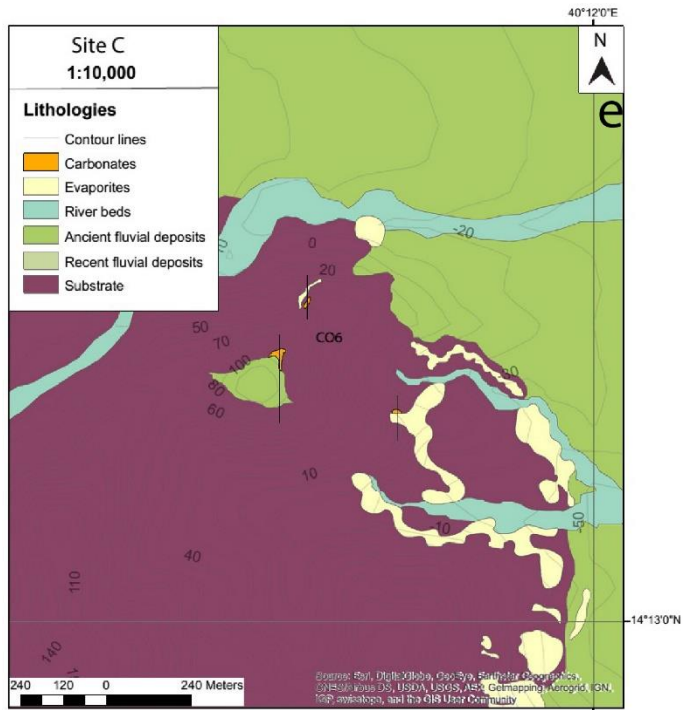 40°12'0"E
Site C
1:10,000
N
e
Lithologies
Contour lines
Carbonates
Evaporites
River beds
Ancient fluvial deposits
Recent fluvial deposits
Substrate
-20
0
20
50
70
CO6
100
80
60
10
-10
-50
40
110
14°13'0"N
140
240 120 0 240 Meters
Source: Esri, DigitalGlobe, GeoEye, Earthstar Geographics,
CNES/Airbus DS, USDA, USGS, AEX, Getmapping, Aerogrid, IGN,
IGP, swisstopo, and the GIS User Community